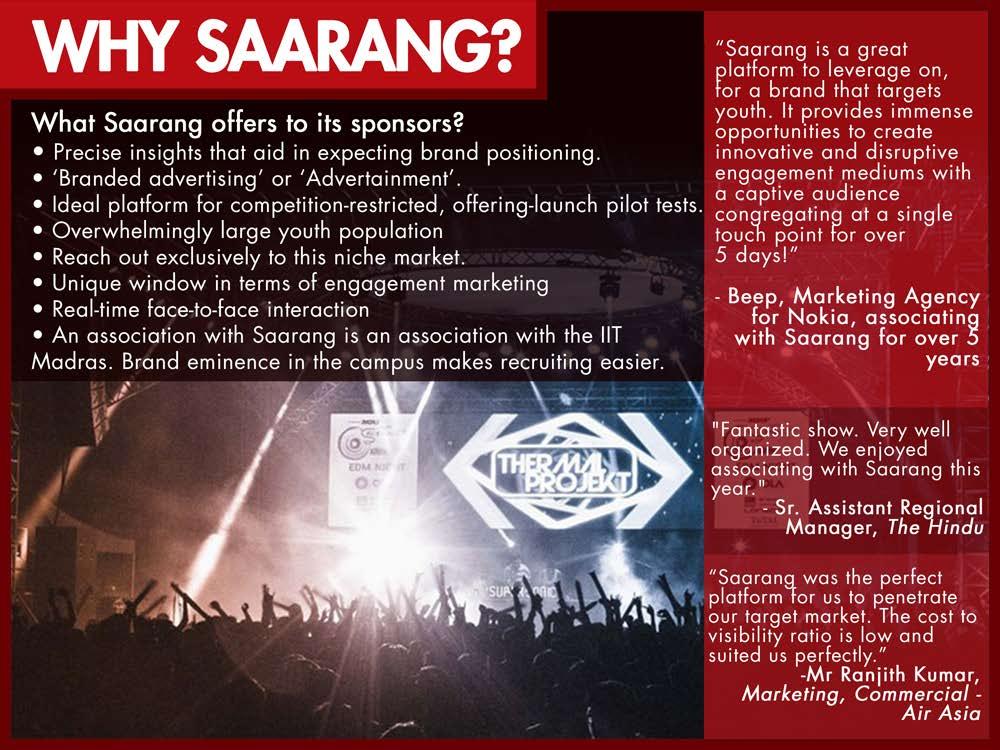 WHY SAARANG?
What Saarang offers to its sponsors?
• Precise insights that aid in expecting brand positioning.
• ‘Branded advertising’ or ‘Advertainment’.
• Ideal platform for competition-restricted, offering-launch pilot tests.
• Overwhelmingly large youth population
• Reach out exclusively to this niche market.
• Unique window in terms of engagement marketing
• Real-time face-to-face interaction
• An association with Saarang is an association with the IIT
Madras. Brand eminence in the campus makes recruiting easier.
EDM NIGHT
THERMAL
PROJEKT
SUPERSONIC
“Saarang is a great
platform to leverage on,
for a brand that targets
youth. It provides immense
opportunities to create
innovative and disruptive
engagement mediums with
a captive audience
congregating at a single
touch point for over
5 days!”
- Beep, Marketing Agency
for Nokia, associating
with Saarang for over 5
years
"Fantastic show. Very well
organized. We enjoyed
associating with Saarang this
year."
- Sr. Assistant Regional
Manager, The Hindu
“Saarang was the perfect
platform for us to penetrate
our target market. The cost to
visibility ratio is low and
suited us perfectly.”
-Mr Ranjith Kumar,
Marketing, Commercial -
Air Asia